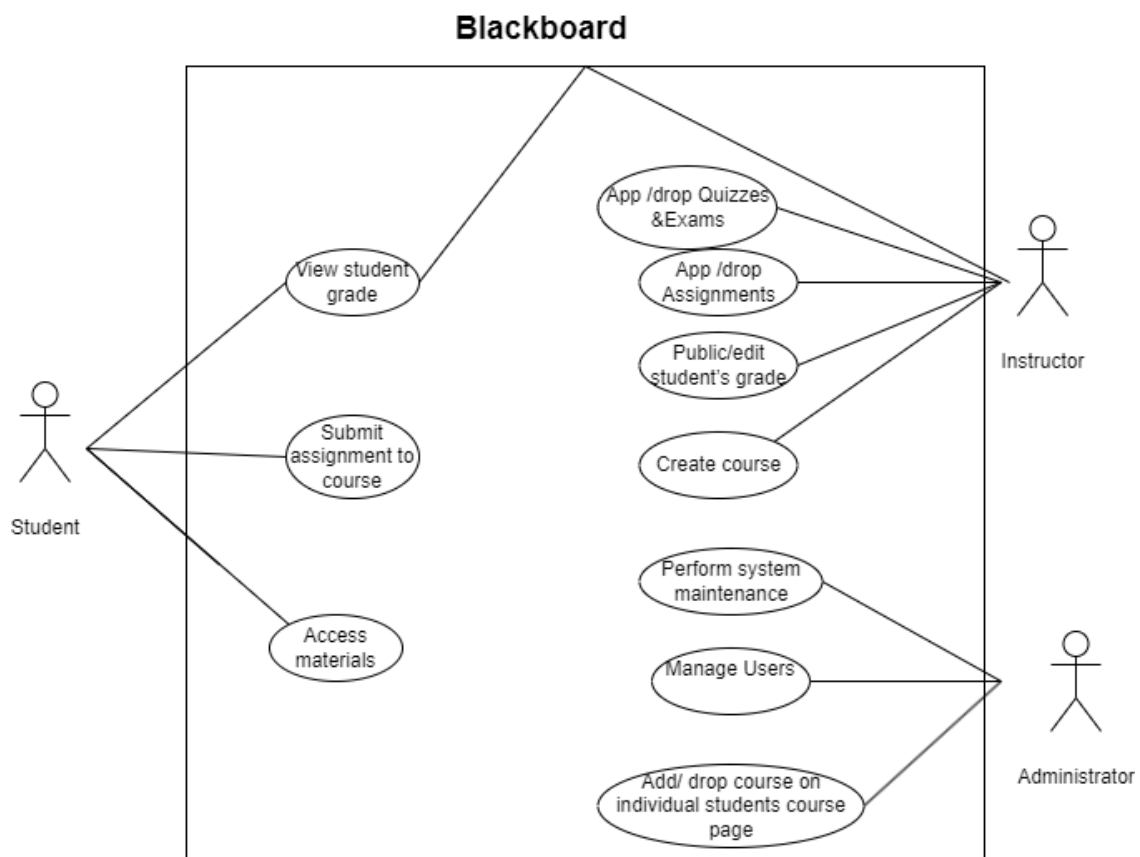 Blackboard
App /drop Quizzes
&Exams
View student
grade
App /drop
Assignments
Public/edit
student's grade
Instructor
Submit
assignment to
course
Create course
Student
Perform system
maintenance
Access
materials
Manage Users
Administrator
Add/ drop course on
individual students course
page